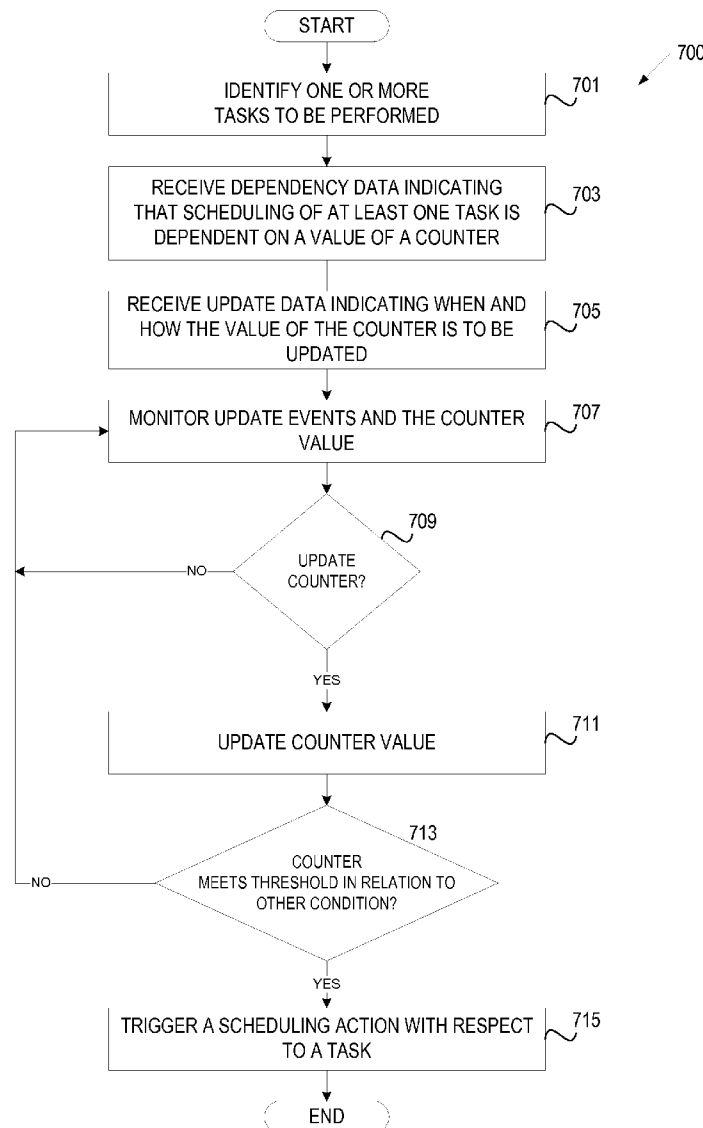 START
700
IDENTIFY ONE OR MORE
TASKS TO BE PERFORMED
701
RECEIVE DEPENDENCY DATA INDICATING
THAT SCHEDULING OF AT LEAST ONE TASK IS
DEPENDENT ON A VALUE OF A COUNTER
703
RECEIVE UPDATE DATA INDICATING WHEN AND
HOW THE VALUE OF THE COUNTER IS TO BE
UPDATED
705
MONITOR UPDATE EVENTS AND THE COUNTER
VALUE
707
709
UPDATE
COUNTER?
NO
YES
UPDATE COUNTER VALUE
711
713
COUNTER
MEETS THRESHOLD IN RELATION TO
OTHER CONDITION?
NO
YES
TRIGGER A SCHEDULING ACTION WITH RESPECT
TO A TASK
715
END